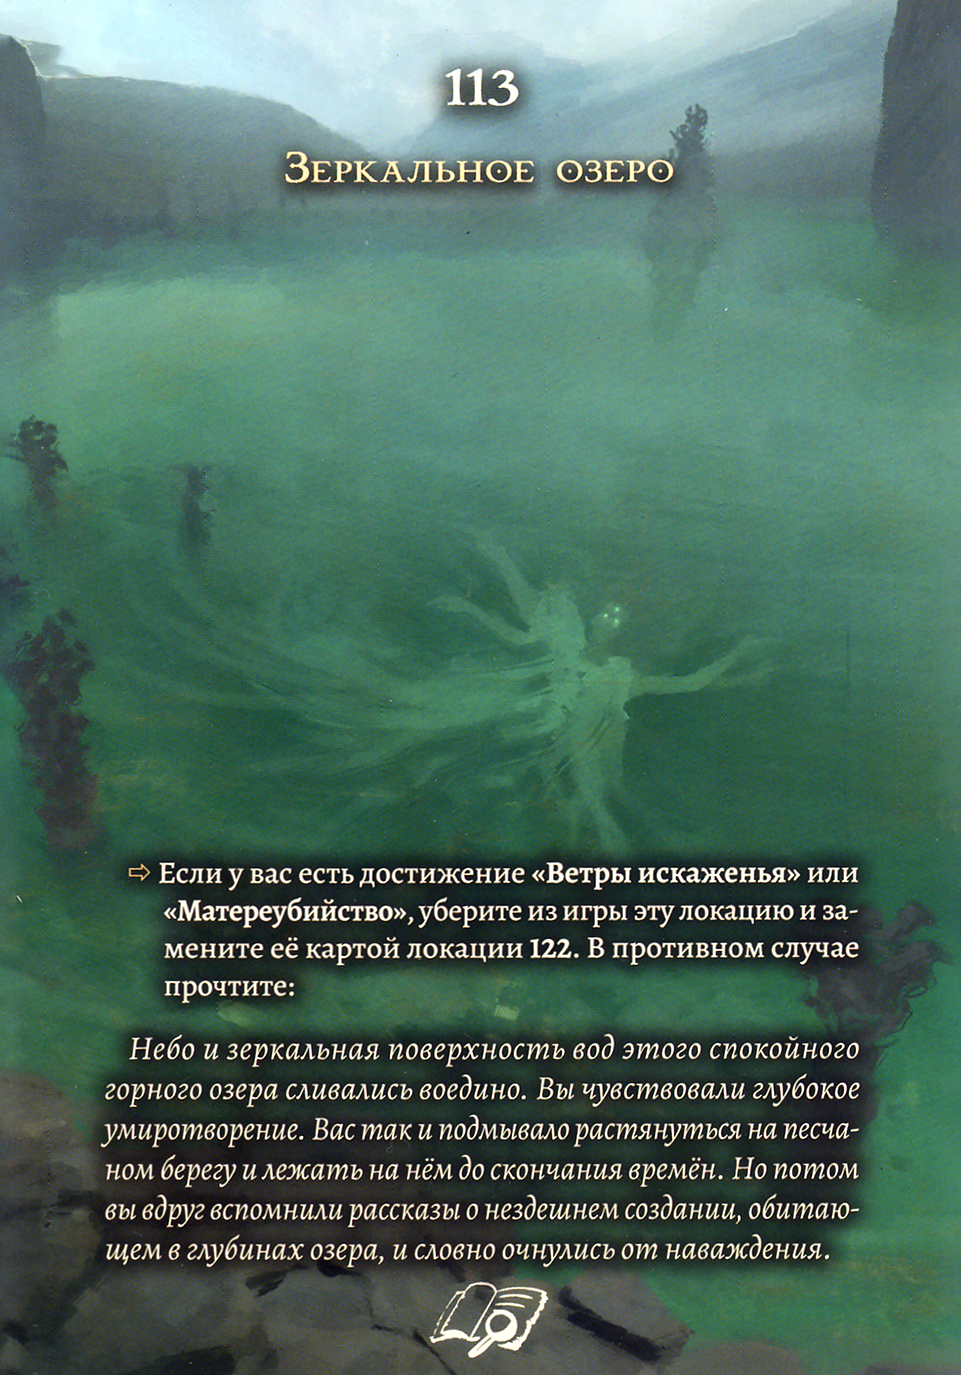 113
Зеркальное озеро
⇨ Если у вас есть достижение «Ветры искаженья» или
«Матереубийство», уберите из игры эту локацию и за-
мените её картой локации 122. В противном случае
прочтите:
Небо и зеркальная поверхность вод этого спокойного
горного озера сливались воедино. Вы чувствовали глубокое
умиротворение. Вас так и подмывало растянуться на песча-
ном берегу и лежать на нём до скончания времён. Но потом
вы вдруг вспомнили рассказы о нездешнем создании, обитаю-
щем в глубинах озера, и словно очнулись от наваждения.